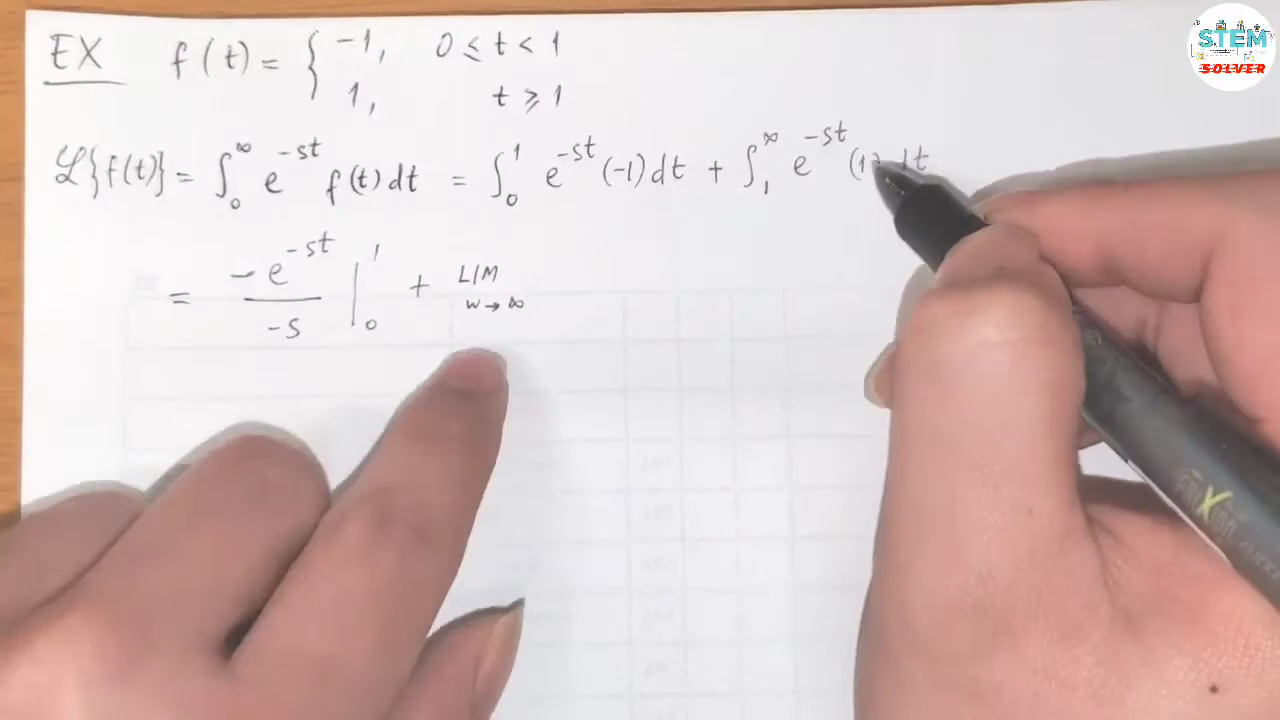 EX f(t) = { -1, 0 ≤ t < 1
1, t ≥ 1
ℒ{f(t)} = ∫₀^∞ e^{-st} f(t) dt = ∫₀^1 e^{-st} (-1) dt + ∫₁^∞ e^{-st} (1) dt
= -e^{-st} / -s |₀^1 + LIM w→∞
STEM
SOLVER